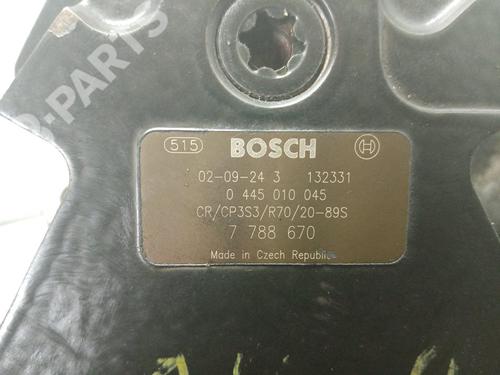 B-PARTS
515 BOSCH
02-09-24 3 132331
0 445 010 045
CR/CP3S3/R70/20-89S
7 788 670
Made in Czech Republic